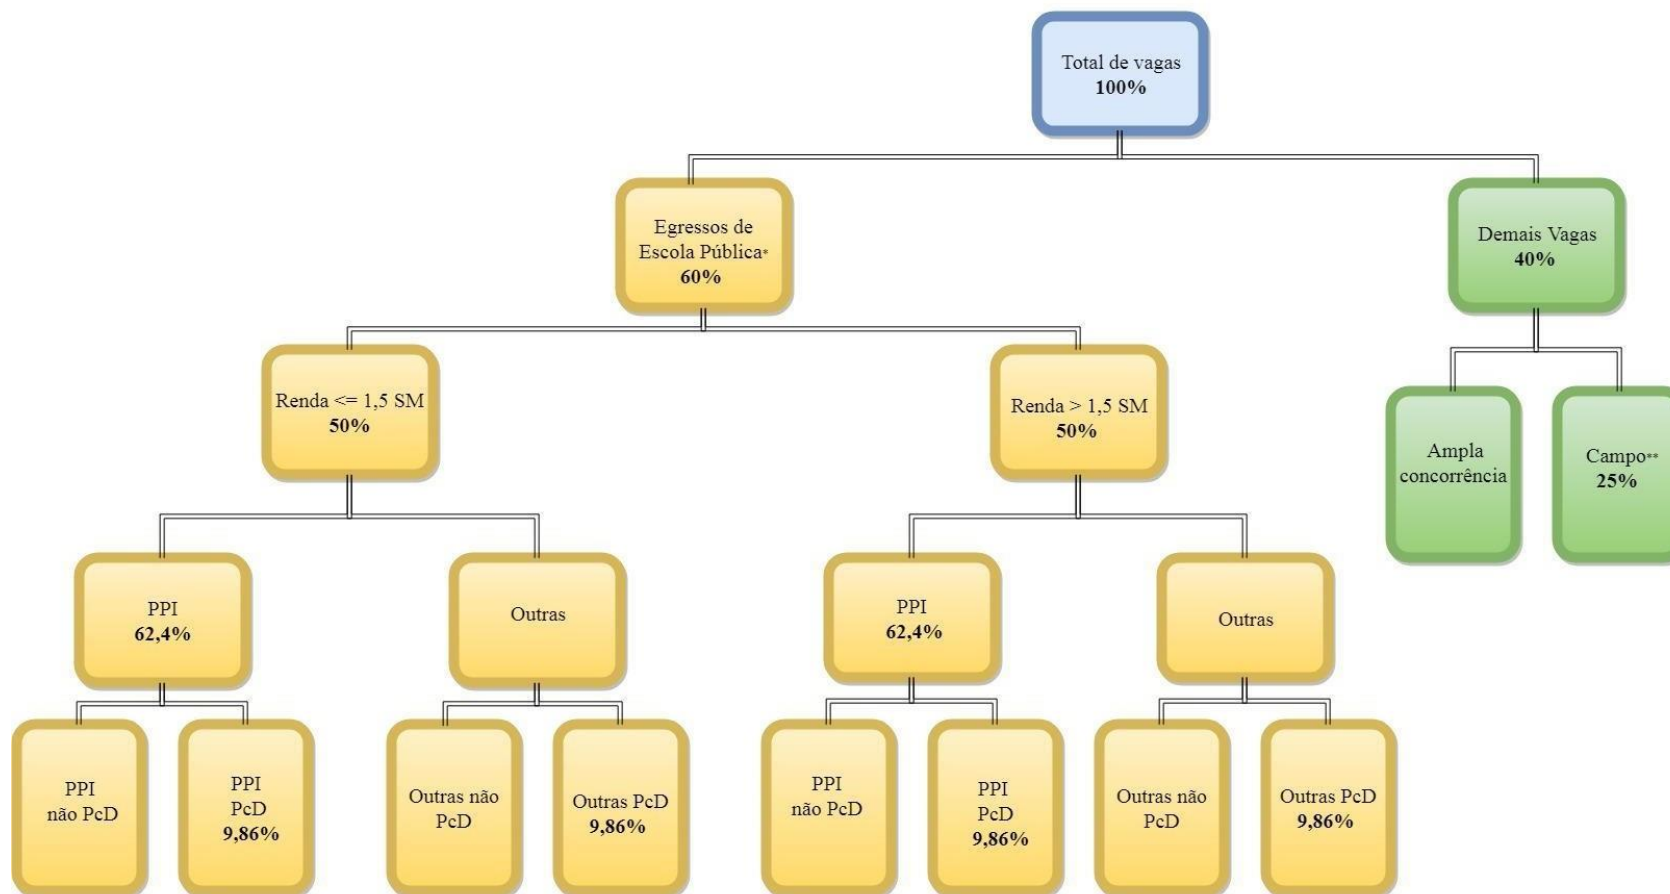 Total de vagas
100%
Egressos de
Escola Pública*
60%
Demais Vagas
40%
Renda <= 1,5 SM
50%
Renda > 1,5 SM
50%
Ampla
concorrência
Campo**
25%
PPI
62,4%
Outras
PPI
62,4%
Outras
PPI
não PcD
PPI
PcD
9,86%
Outras não
PcD
Outras PcD
9,86%
PPI
não PcD
PPI
PcD
9,86%
Outras não
PcD
Outras PcD
9,86%